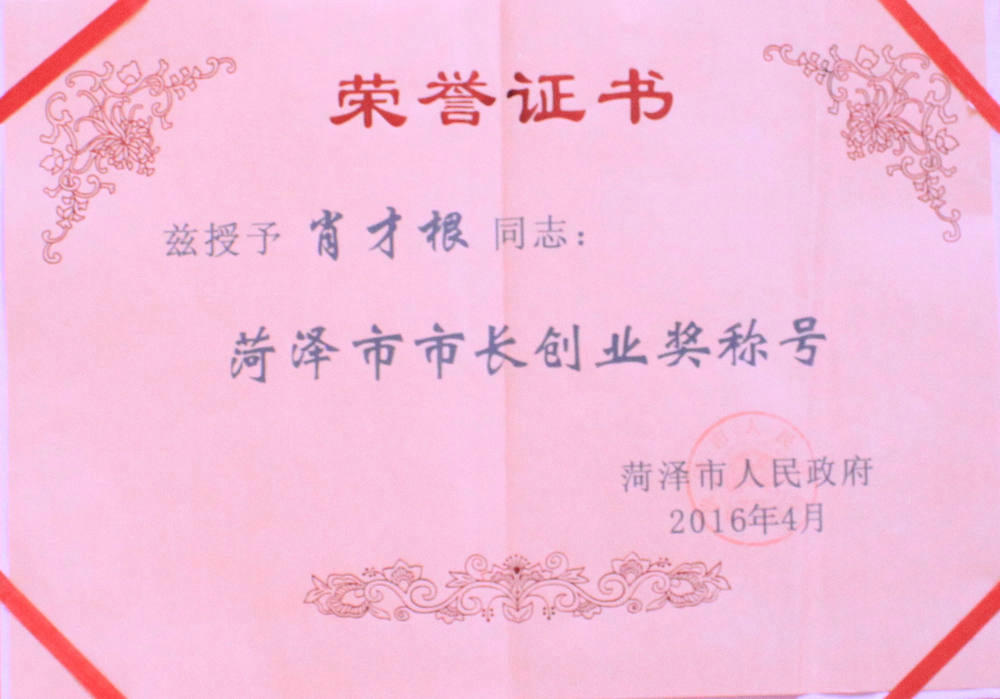 荣誉证书
兹授予 肖才根 同志：
菏泽市市长创业奖称号
菏泽市人民政府
2016年4月